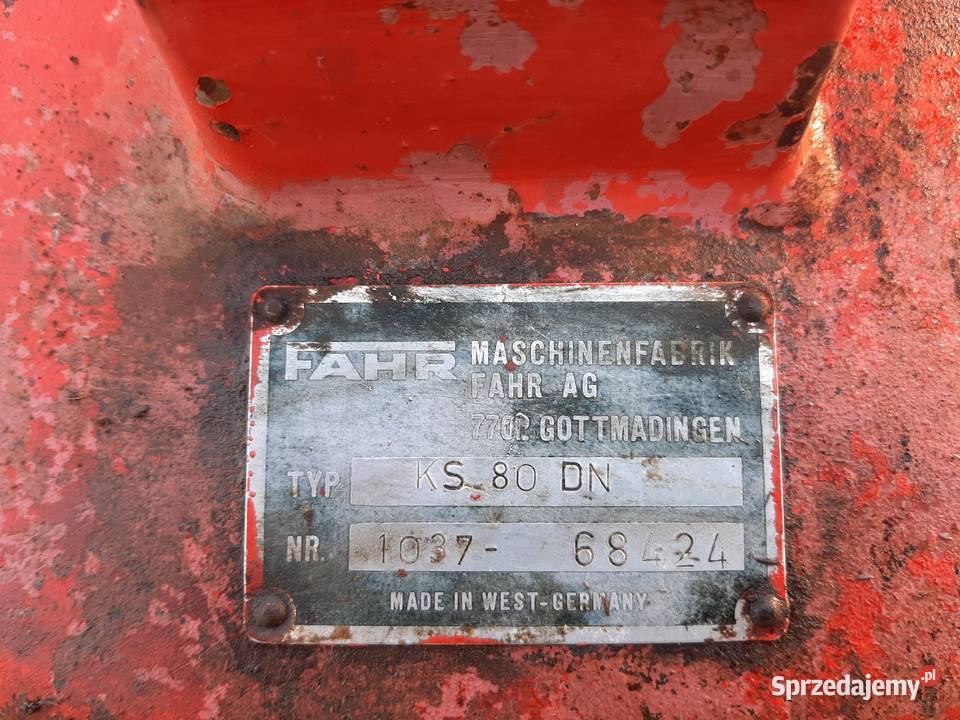 FAHR MASCHINENFABRIK
FAHR AG
7702 GOTTMADINGEN
TYP KS 80 DN
NR. 1037- 68424
MADE IN WEST-GERMANY
Sprzedajemy.pl